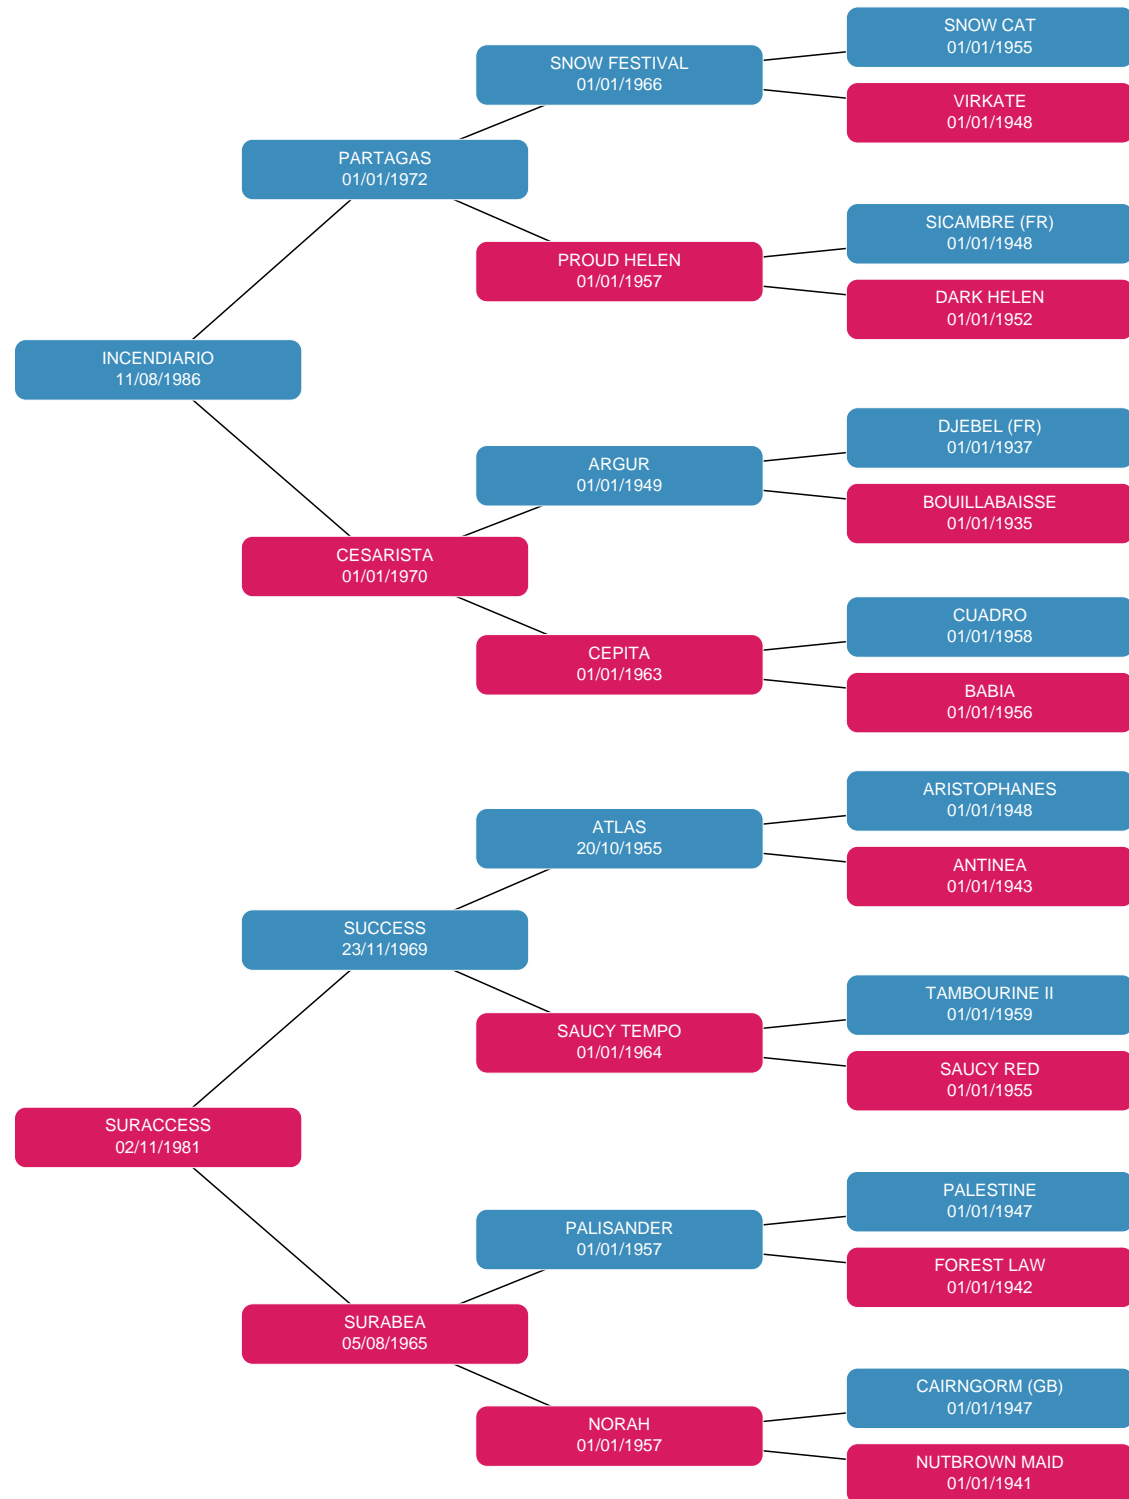 SNOW CAT
01/01/1955
SNOW FESTIVAL
01/01/1966
VIRKATE
01/01/1948
PARTAGAS
01/01/1972
SICAMBRE (FR)
01/01/1948
PROUD HELEN
01/01/1957
DARK HELEN
01/01/1952
INCENDIARIO
11/08/1986
DJEBEL (FR)
01/01/1937
ARGUR
01/01/1949
BOUILLABAISSE
01/01/1935
CESARISTA
01/01/1970
CUADRO
01/01/1958
CEPITA
01/01/1963
BABIA
01/01/1956
ARISTOPHANES
01/01/1948
ATLAS
20/10/1955
ANTINEA
01/01/1943
SUCCESS
23/11/1969
TAMBOURINE II
01/01/1959
SAUCY TEMPO
01/01/1964
SAUCY RED
01/01/1955
SURACCESS
02/11/1981
PALESTINE
01/01/1947
PALISANDER
01/01/1957
FOREST LAW
01/01/1942
SURABEA
05/08/1965
CAIRNGORM (GB)
01/01/1947
NORAH
01/01/1957
NUTBROWN MAID
01/01/1941